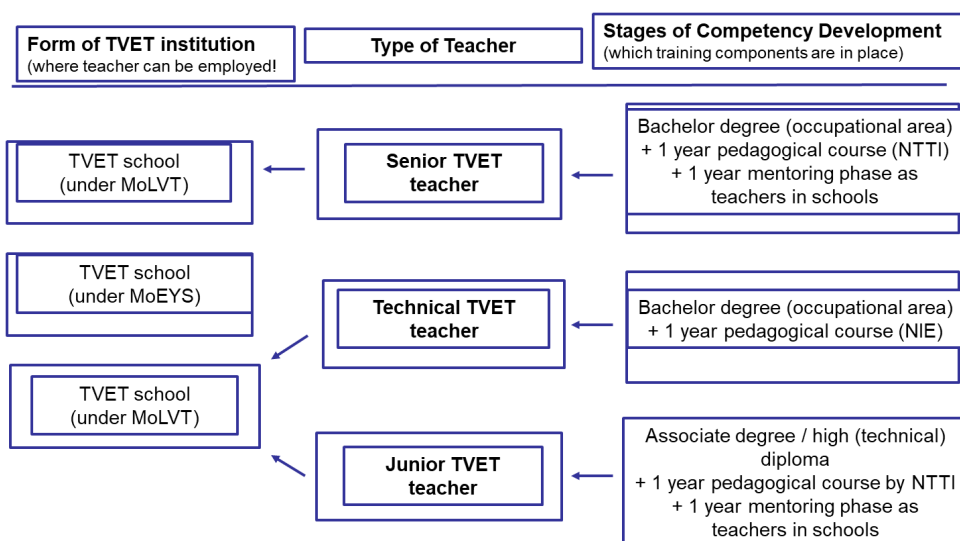 Form of TVET institution
(where teacher can be employed!
Type of Teacher
Stages of Competency Development
(which training components are in place)
TVET school
(under MoLVT)
Senior TVET
teacher
Bachelor degree (occupational area)
+ 1 year pedagogical course (NTTI)
+ 1 year mentoring phase as
teachers in schools
TVET school
(under MoEYS)
Technical TVET
teacher
Bachelor degree (occupational area)
+ 1 year pedagogical course (NIE)
TVET school
(under MoLVT)
Junior TVET
teacher
Associate degree / high (technical)
diploma
+ 1 year pedagogical course by NTTI
+ 1 year mentoring phase as
teachers in schools